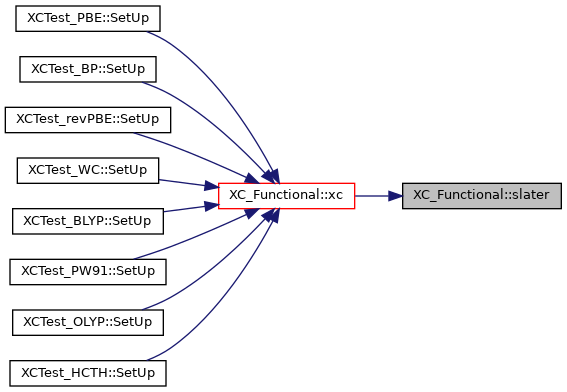 XCTest_PBE::SetUp
XCTest_BP::SetUp
XCTest_revPBE::SetUp
XCTest_WC::SetUp
XC_Functional::xc
XC_Functional::slater
XCTest_BLYP::SetUp
XCTest_PW91::SetUp
XCTest_OLYP::SetUp
XCTest_HCTH::SetUp